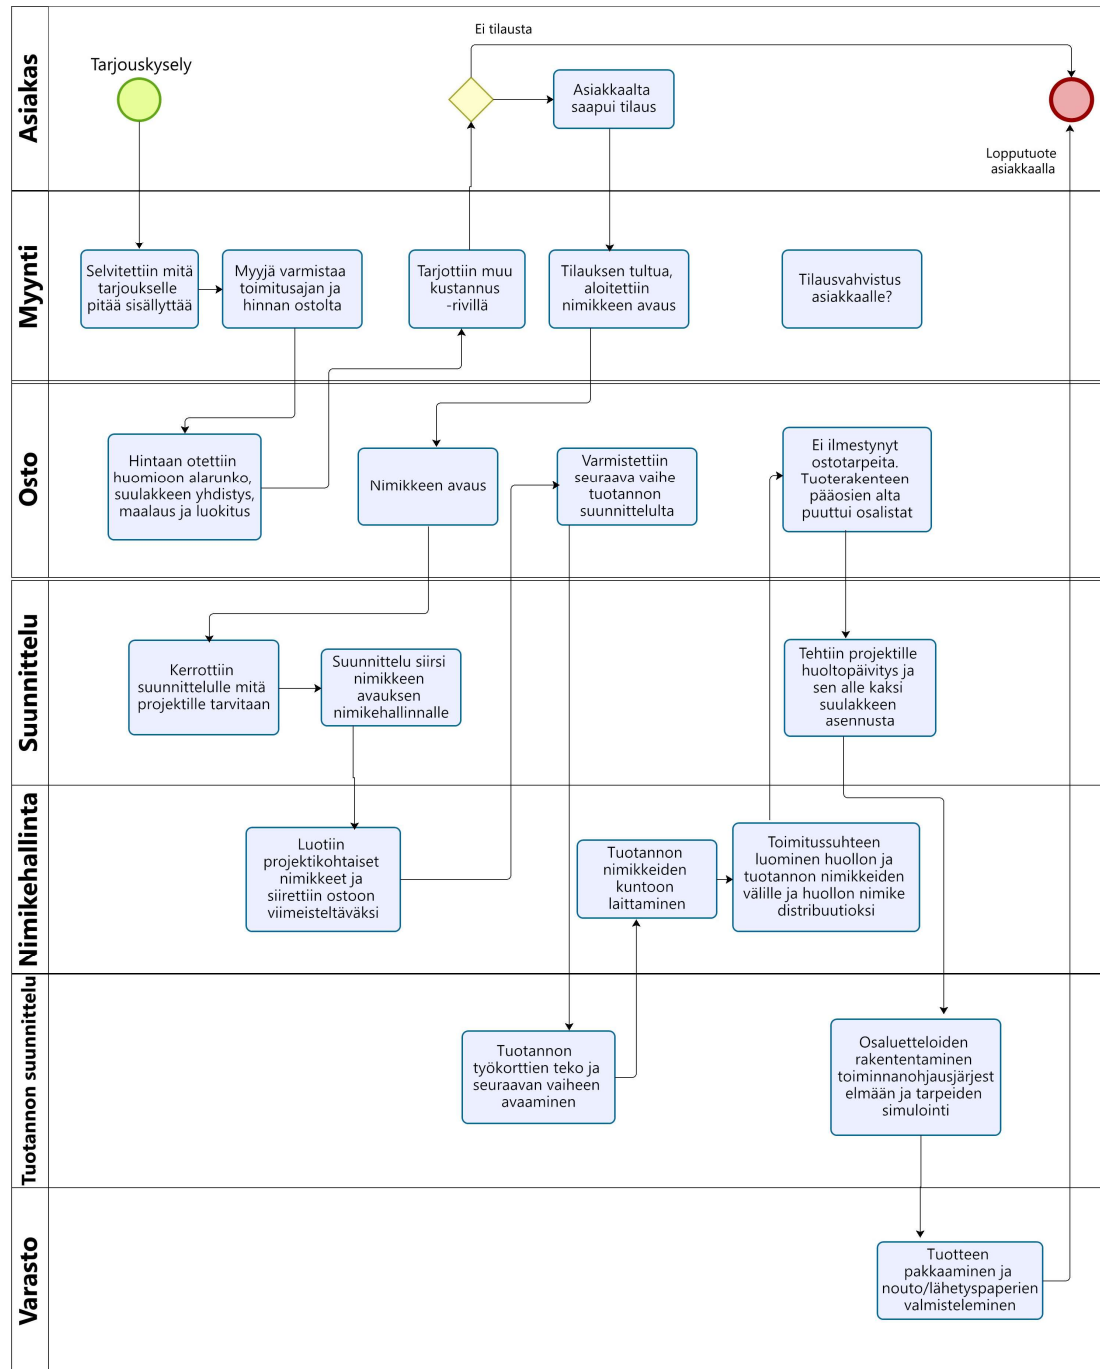 Asiakas
Tarjouskysely
Ei tilausta
Asiakkaalta
saapui tilaus
Lopputuote
asiakkaalla
Myynti
Selvitettiin mitä
tarjoukselle
pitää sisällyttää
Myyjä varmistaa
toimitusajan ja
hinnan ostolta
Tarjottiin muu
kustannus
-rivillä
Tilauksen tultua,
aloitettiin
nimikkeen avaus
Tilausvahvistus
asiakkaalle?
Osto
Hintaan otettiin
huomioon alarunko,
suulakkeen yhdistys,
maalaus ja luokitus
Nimikkeen avaus
Varmistettiin
seuraava vaihe
tuotannon
suunnittelulta
Ei ilmestynyt
ostotarpeita.
Tuoterakenteen
pääosien alta
puuttui osalistat
Suunnittelu
Kerrottiin
suunnittelulle mitä
projektille tarvitaan
Suunnittelu siirsi
nimikkeen
avauksen
nimikehallinnalle
Tehtiin projektille
huoltopäivitys ja
sen alle kaksi
suulakkeen
asennusta
Nimikehallinta
Luotiin
projektikohtaiset
nimikkeet ja
siirrettiin ostoon
viimeisteltäväksi
Tuotannon
nimikkeiden
kuntoon
laittaminen
Toimitussuhteen
luominen huollon ja
tuotannon nimikkeiden
välille ja huollon nimike
distribuutioksi
Tuotannon suunnittelu
Tuotannon
työkorttien teko ja
seuraavan vaiheen
avaaminen
Osaluetteloiden
rakententaminen
toiminnanohjausjärjest
elmään ja tarpeiden
simulointi
Varasto
Tuotteen
pakkaaminen ja
nouto/lähetyspaperien
valmisteleminen